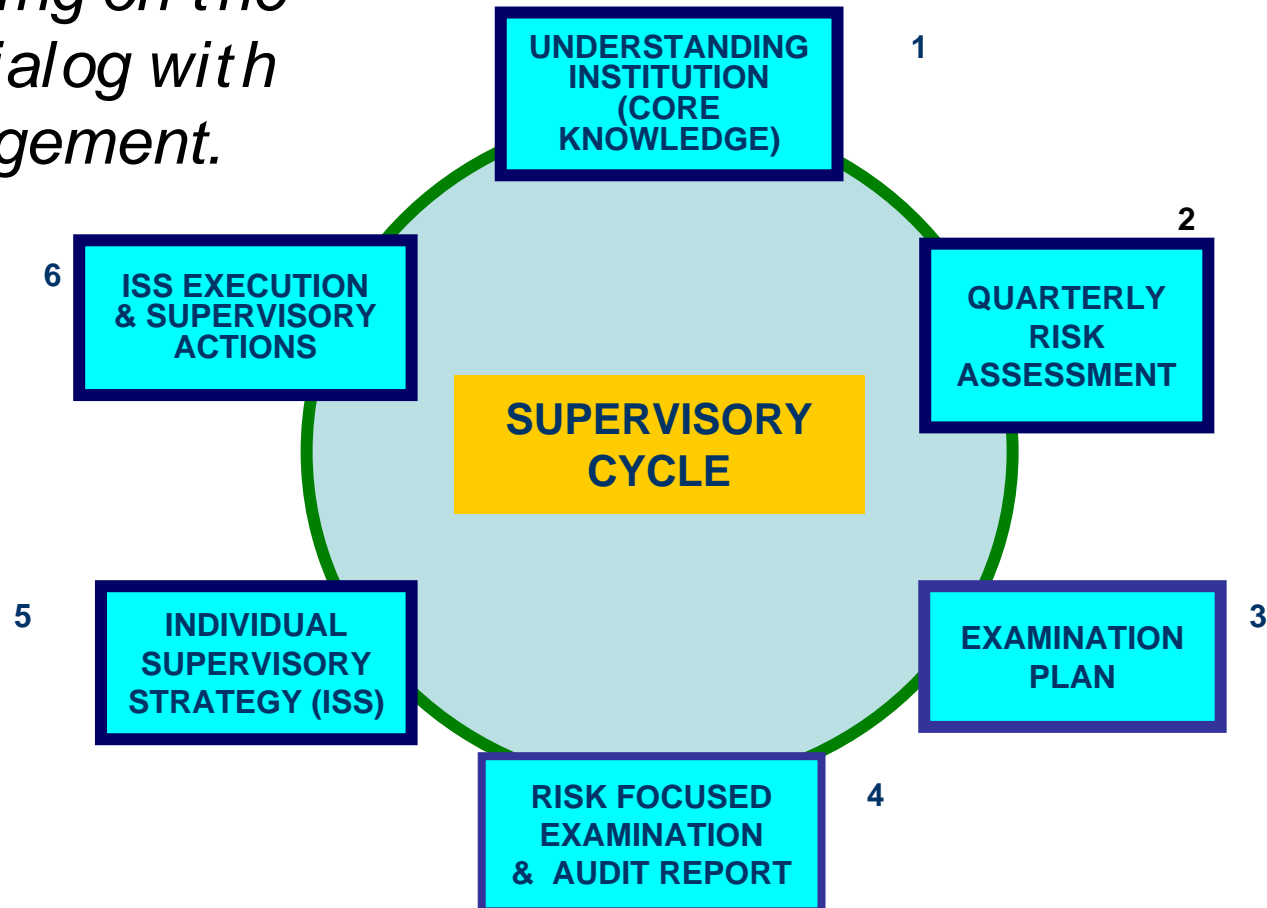 ialog with
gement.
UNDERSTANDING
INSTITUTION
(CORE
KNOWLEDGE)
1
2
QUARTERLY
RISK
ASSESSMENT
6
ISS EXECUTION
& SUPERVISORY
ACTIONS
SUPERVISORY
CYCLE
3
EXAMINATION
PLAN
5
INDIVIDUAL
SUPERVISORY
STRATEGY (ISS)
4
RISK FOCUSED
EXAMINATION
& AUDIT REPORT